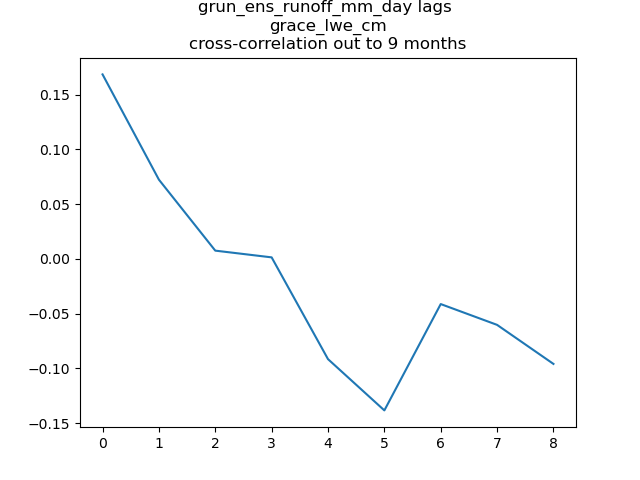 grun_ens_runoff_mm_day lags
grace_lwe_cm
cross-correlation out to 9 months
0.15
0.10
0.05
0.00
−0.05
−0.10
−0.15
0 1 2 3 4 5 6 7 8